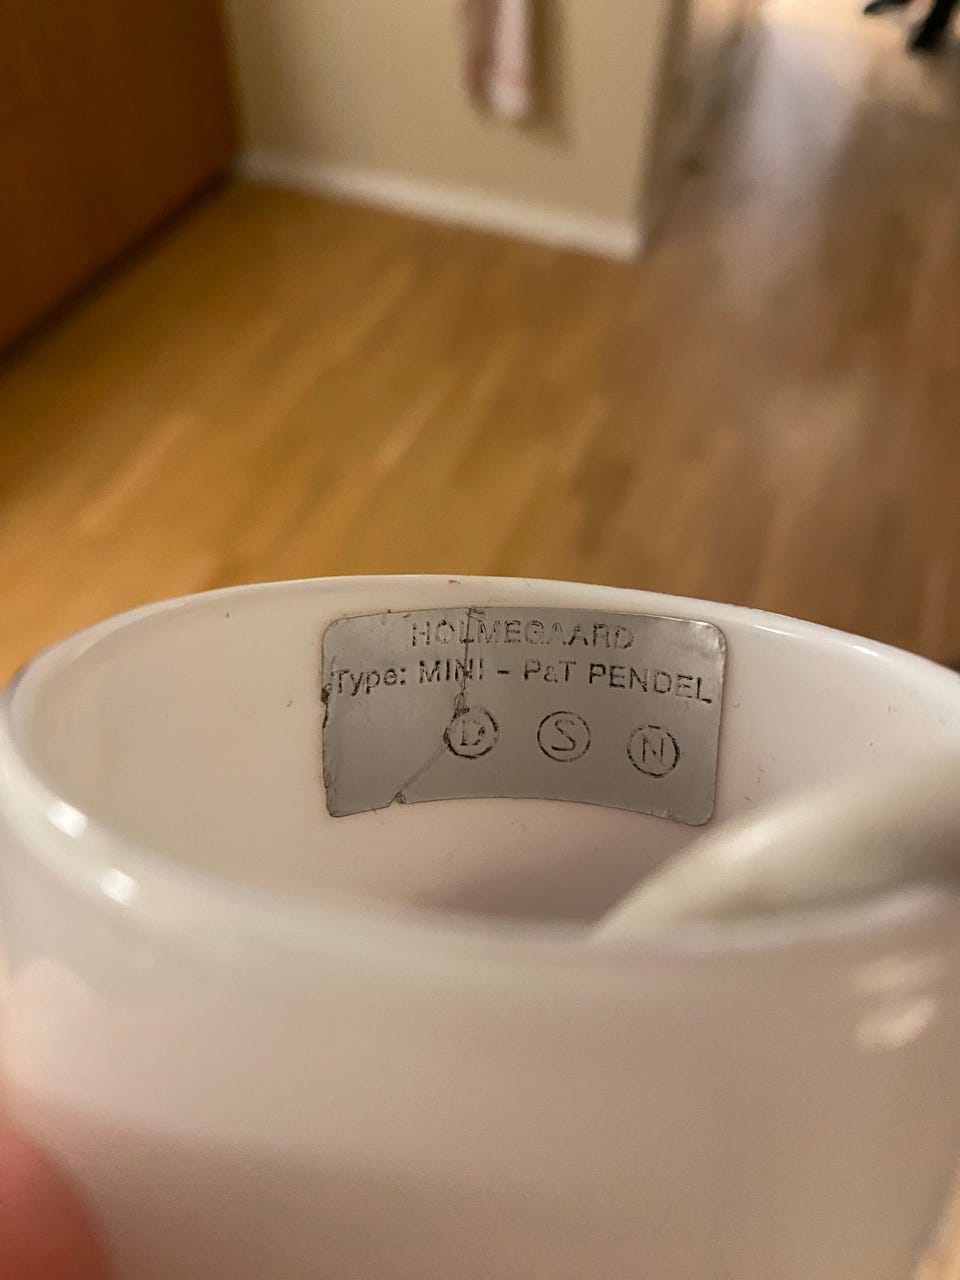 HOLMEGAARD
Type: MINI - P&T PENDEL
D S N